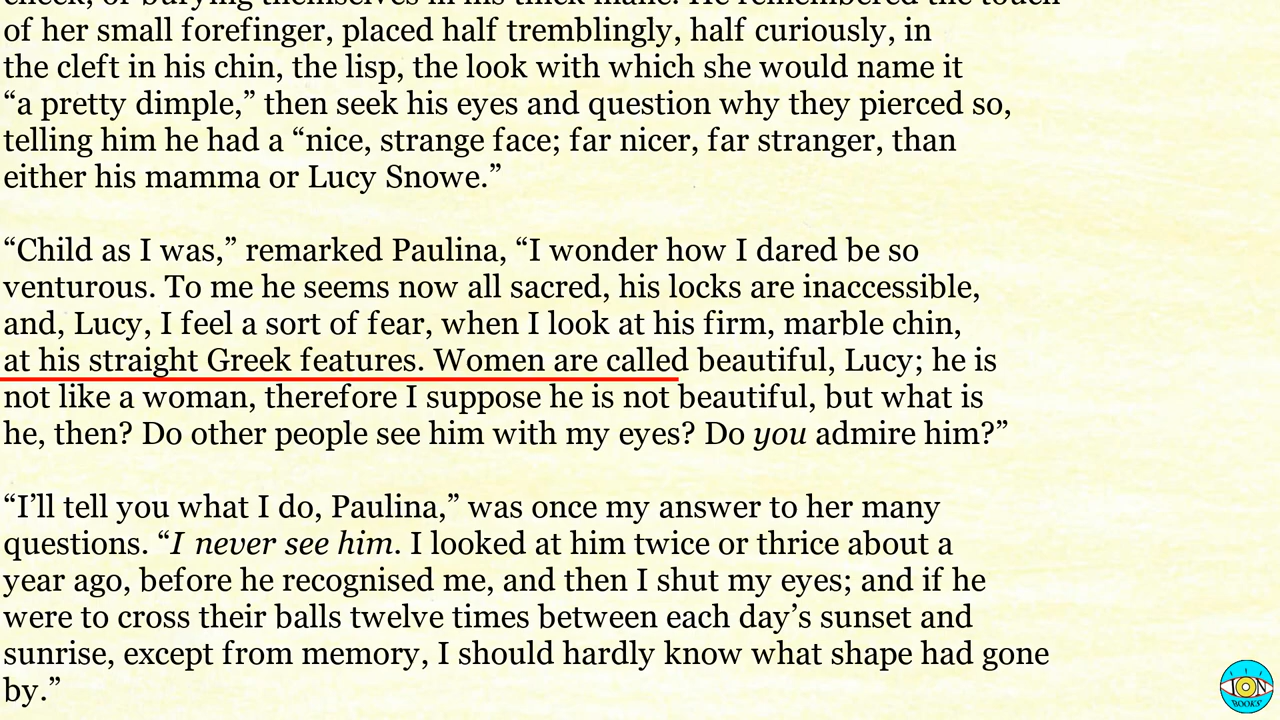 of her small forefinger, placed half tremblingly, half curiously, in
the cleft in his chin, the lisp, the look with which she would name it
“a pretty dimple,” then seek his eyes and question why they pierced so,
telling him he had a “nice, strange face; far nicer, far stranger, than
either his mamma or Lucy Snowe.”
“Child as I was,” remarked Paulina, “I wonder how I dared be so
venturous. To me he seems now all sacred, his locks are inaccessible,
and, Lucy, I feel a sort of fear, when I look at his firm, marble chin,
at his straight Greek features. Women are called beautiful, Lucy; he is
not like a woman, therefore I suppose he is not beautiful, but what is
he, then? Do other people see him with my eyes? Do you admire him?”
“I’ll tell you what I do, Paulina,” was once my answer to her many
questions. “I never see him. I looked at him twice or thrice about a
year ago, before he recognised me, and then I shut my eyes; and if he
were to cross their balls twelve times between each day’s sunset and
sunrise, except from memory, I should hardly know what shape had gone
by.”
ION
BOOKS